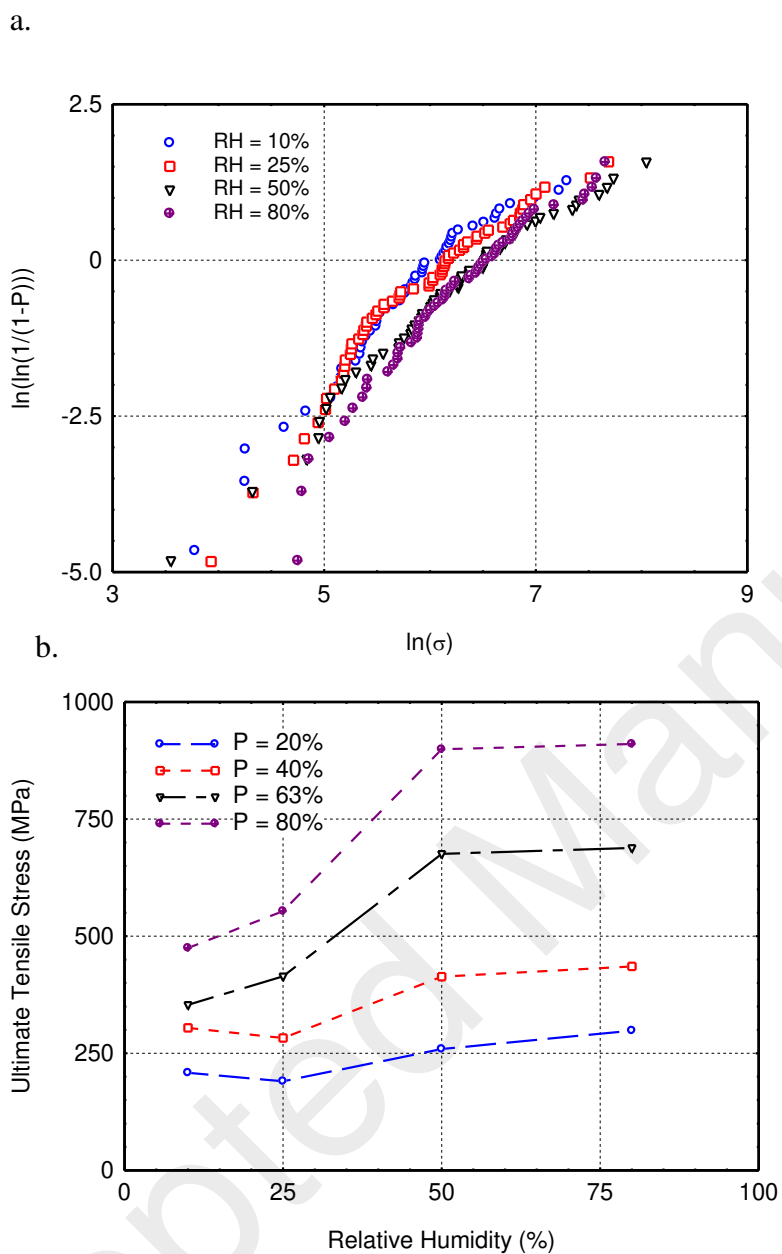 a.
2.5
RH = 10%
RH = 25%
RH = 50%
RH = 80%
0
-2.5
-5.0
ln(ln(1/(1-P)))
3
5
7
9
ln(σ)
b.
1000
P = 20%
P = 40%
P = 63%
P = 80%
750
500
250
0
Ultimate Tensile Stress (MPa)
0
25
50
75
100
Relative Humidity (%)
pted Man